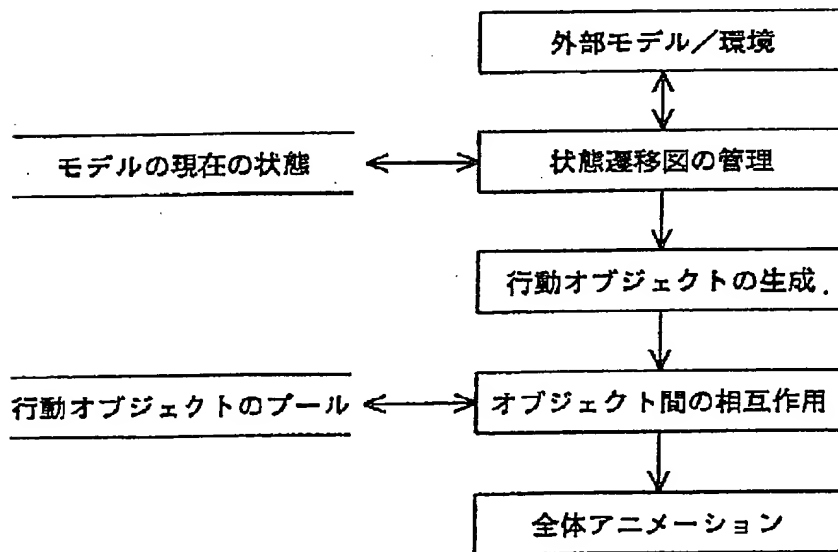 外部モデル／環境
モデルの現在の状態
状態遷移図の管理
行動オブジェクトの生成
行動オブジェクトのプール
オブジェクト間の相互作用
全体アニメーション